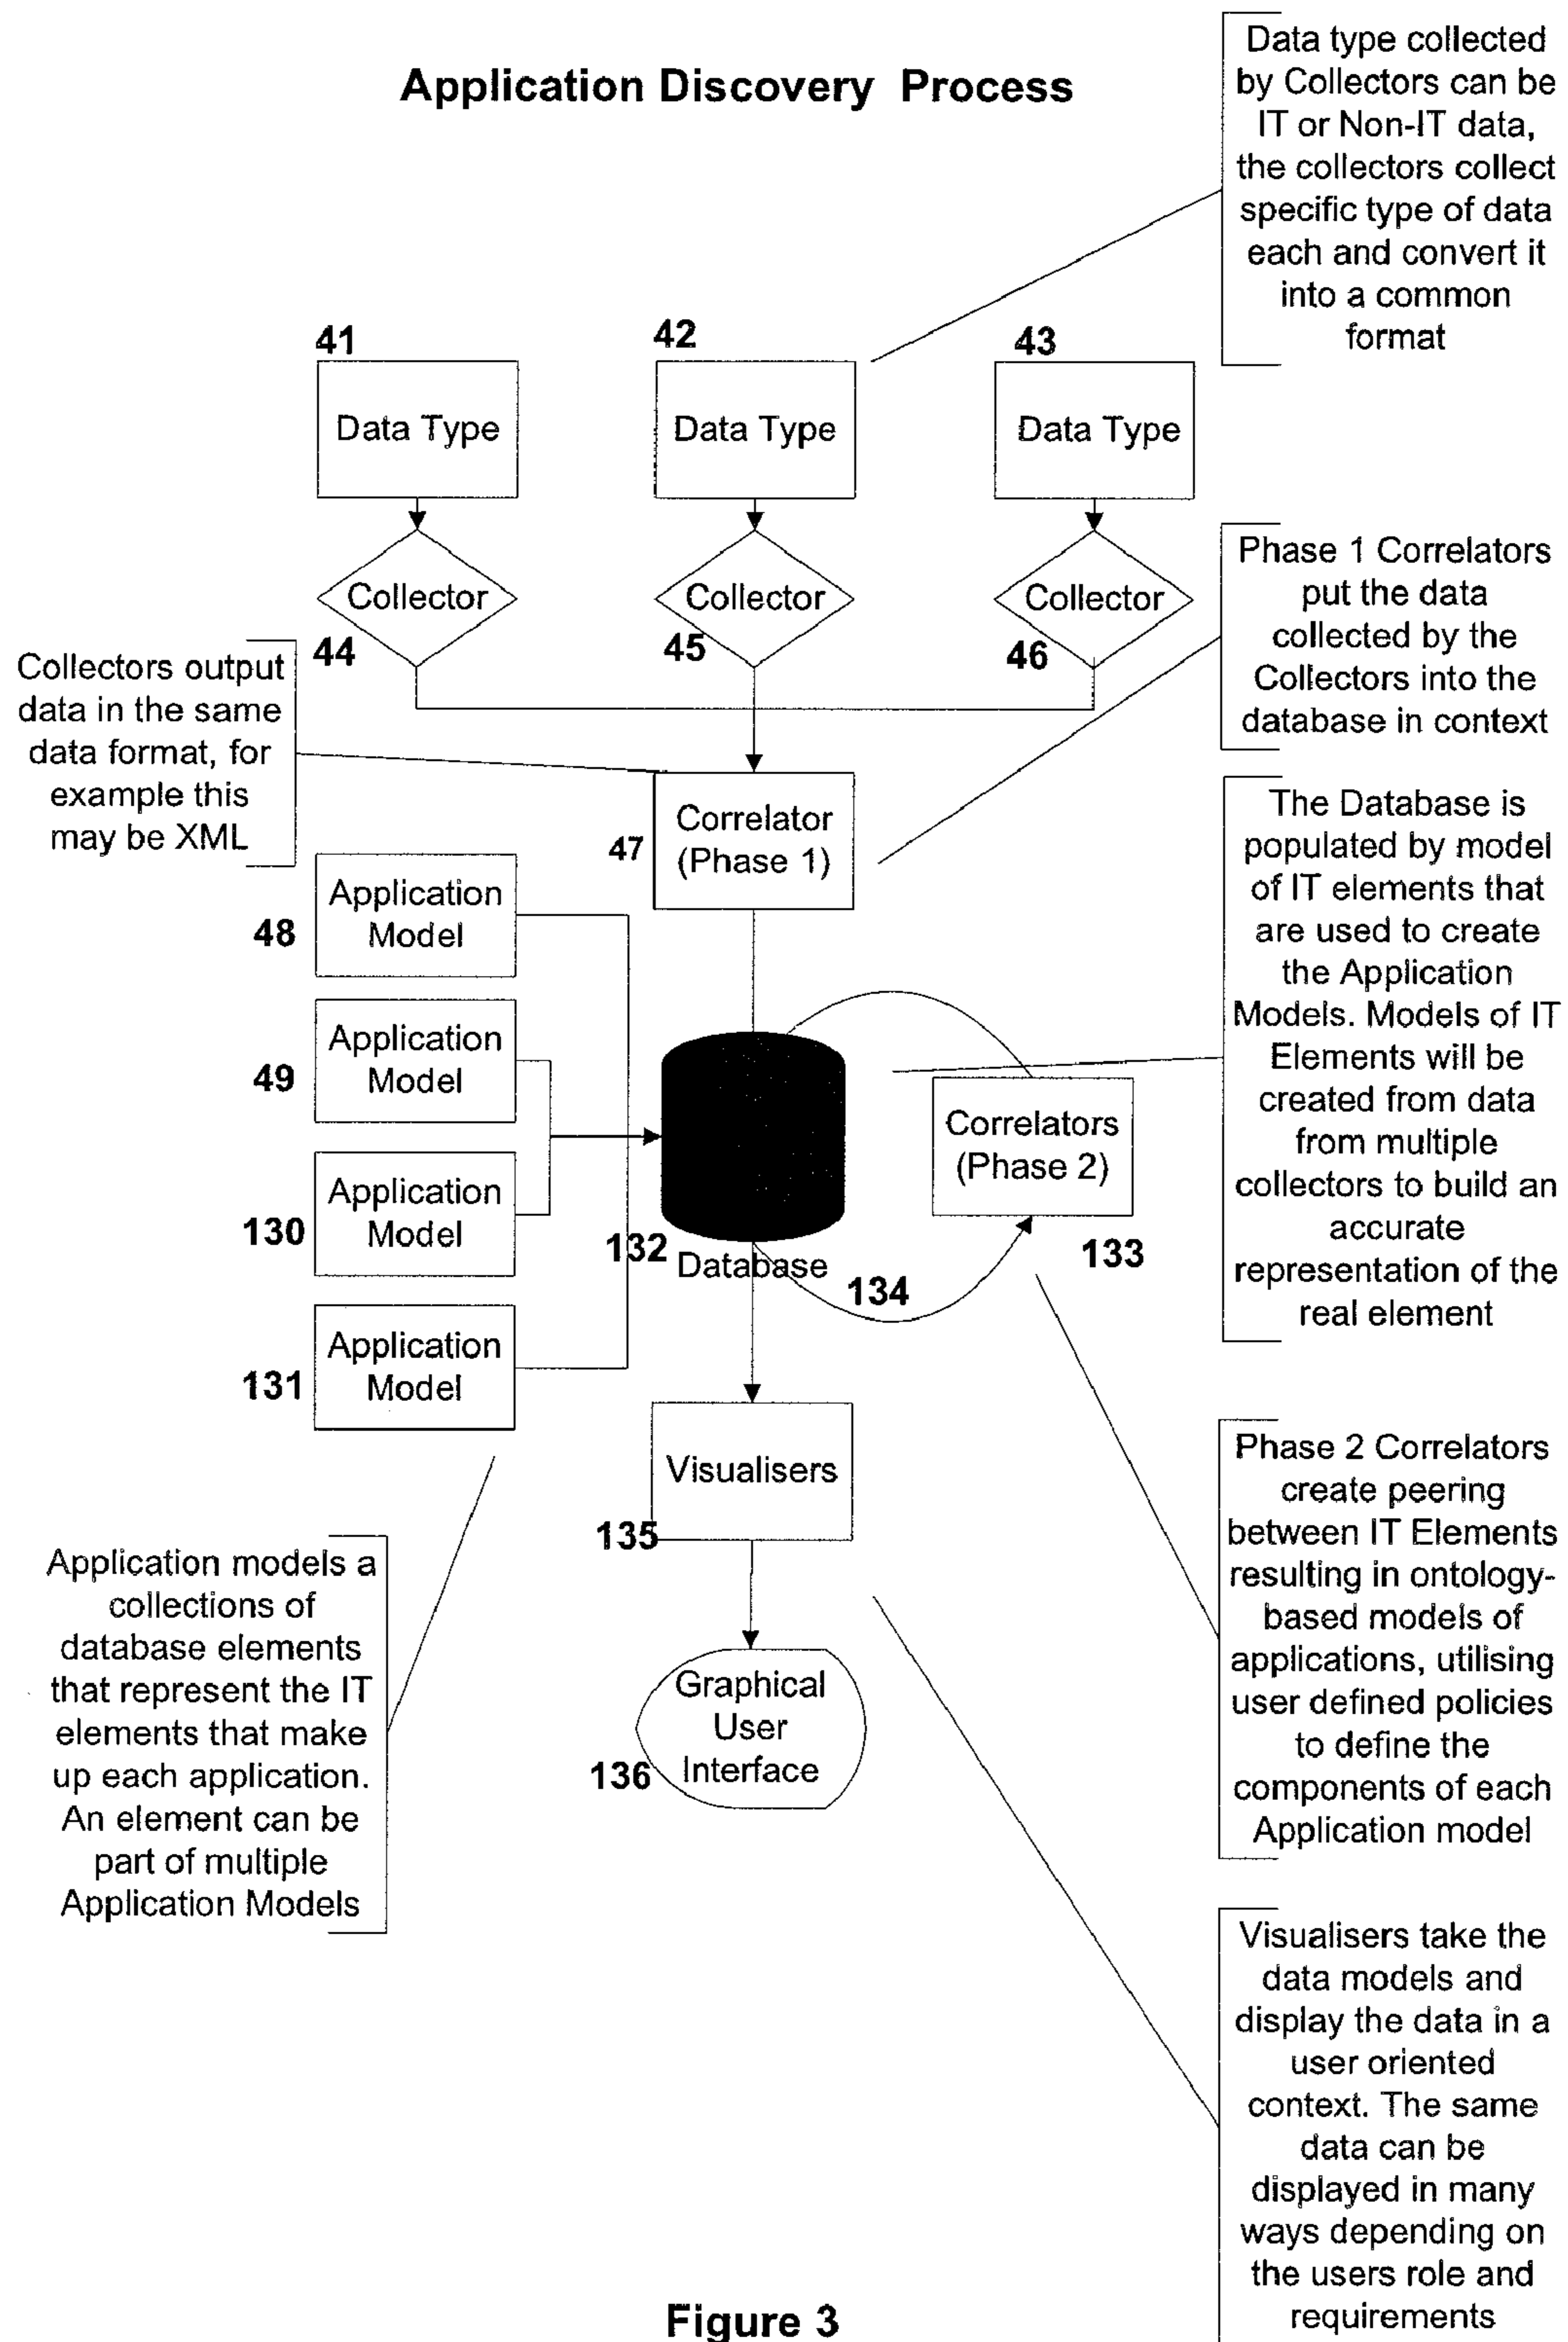 Application Discovery Process
Data type collected
by Collectors can be
IT or Non-IT data,
the collectors collect
specific type of data
each and convert it
into a common
format
41
42
43
Data Type
Data Type
Data Type
Collector
Collector
Collector
44
45
46
Phase 1 Correlators
put the data
collected by the
Collectors into the
database in context
Collectors output
data in the same
data format, for
example this
may be XML
47
Correlator
(Phase 1)
The Database is
populated by model
of IT elements that
are used to create
the Application
Models. Models of IT
Elements will be
created from data
from multiple
collectors to build an
accurate
representation of the
real element
48
Application
Model
49
Application
Model
130
Application
Model
131
Application
Model
132
Database
Correlators
(Phase 2)
133
134
Visualisers
135
Phase 2 Correlators
create peering
between IT Elements
resulting in ontology-
based models of
applications, utilising
user defined policies
to define the
components of each
Application model
Application models a
collections of
database elements
that represent the IT
elements that make
up each application.
An element can be
part of multiple
Application Models
Graphical
User
Interface
136
Visualisers take the
data models and
display the data in a
user oriented
context. The same
data can be
displayed in many
ways depending on
the users role and
requirements
Figure 3